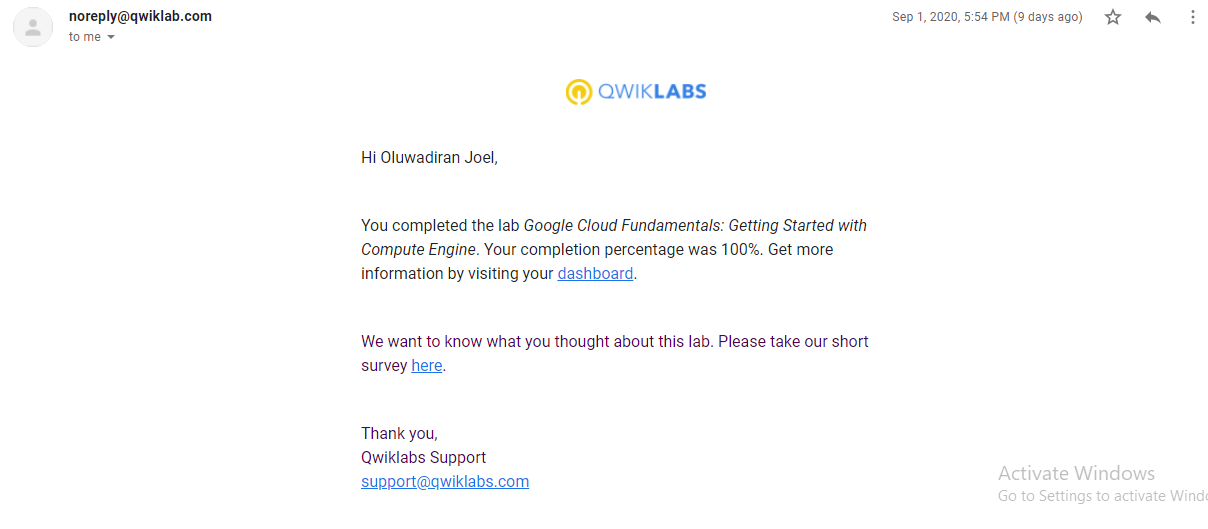 noreply@qwiklab.com
Sep 1, 2020, 5:54 PM (9 days ago)
to me
QWIKLABS
Hi Oluwadiran Joel,
You completed the lab Google Cloud Fundamentals: Getting Started with
Compute Engine. Your completion percentage was 100%. Get more
information by visiting your dashboard.
We want to know what you thought about this lab. Please take our short
survey here.
Thank you,
Qwiklabs Support
support@qwiklabs.com
Activate Windows
Go to Settings to activate Windo